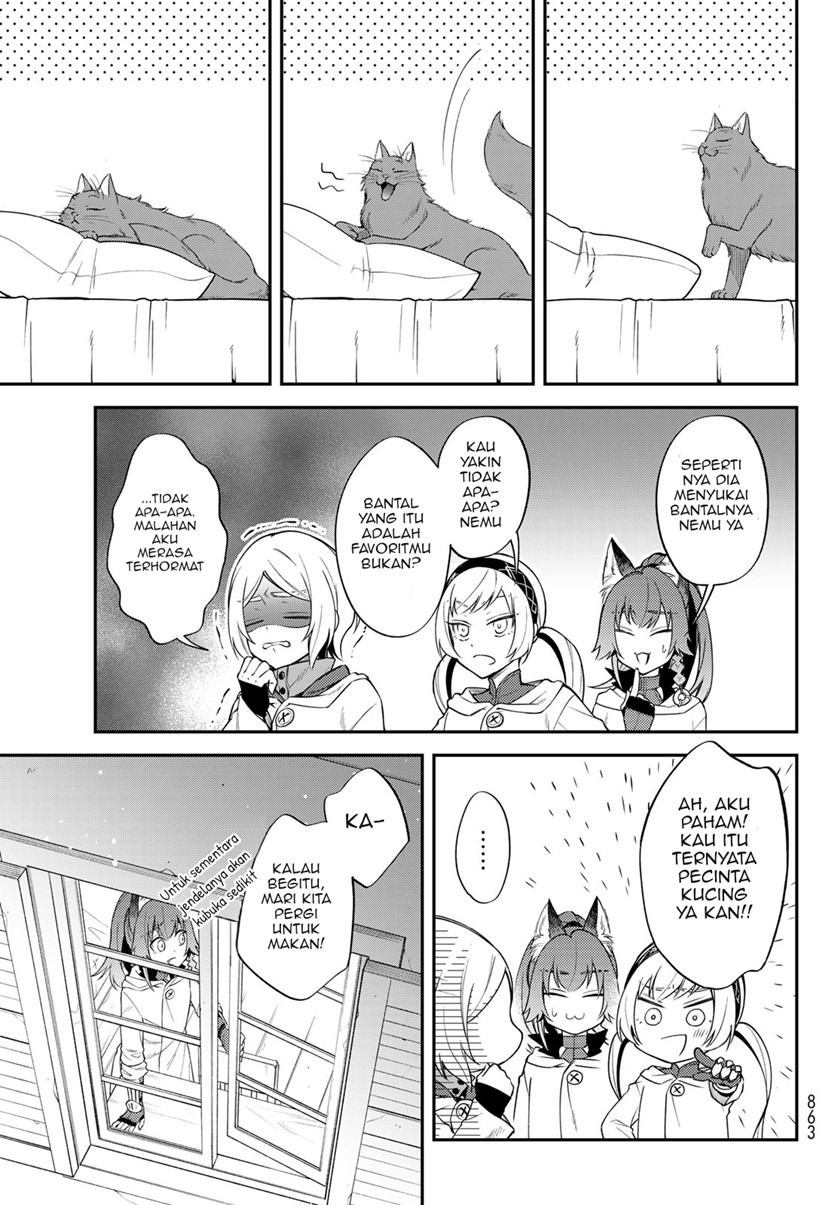 SEPERTI
NYA DIA
MENYUKAI
BANTALNYA
NEMU YA
KAU
YAKIN
TIDAK
APA-
APA?
NEMU
BANTAL
YANG ITU
ADALAH
FAVORITMU
BUKAN?
...TIDAK
APA-APA.
MALAHAN
AKU
MERASA
TERHORMAT
AH, AKU
PAHAM!
KAU ITU
TERNYATA
PECINTA
KUCING
YA KAN!!
......
KA-
KALAU
BEGITU,
MARI KITA
PERGI
UNTUK
MAKAN!
Untuk sementara
jendelanya akan
kubuka sedikit
863